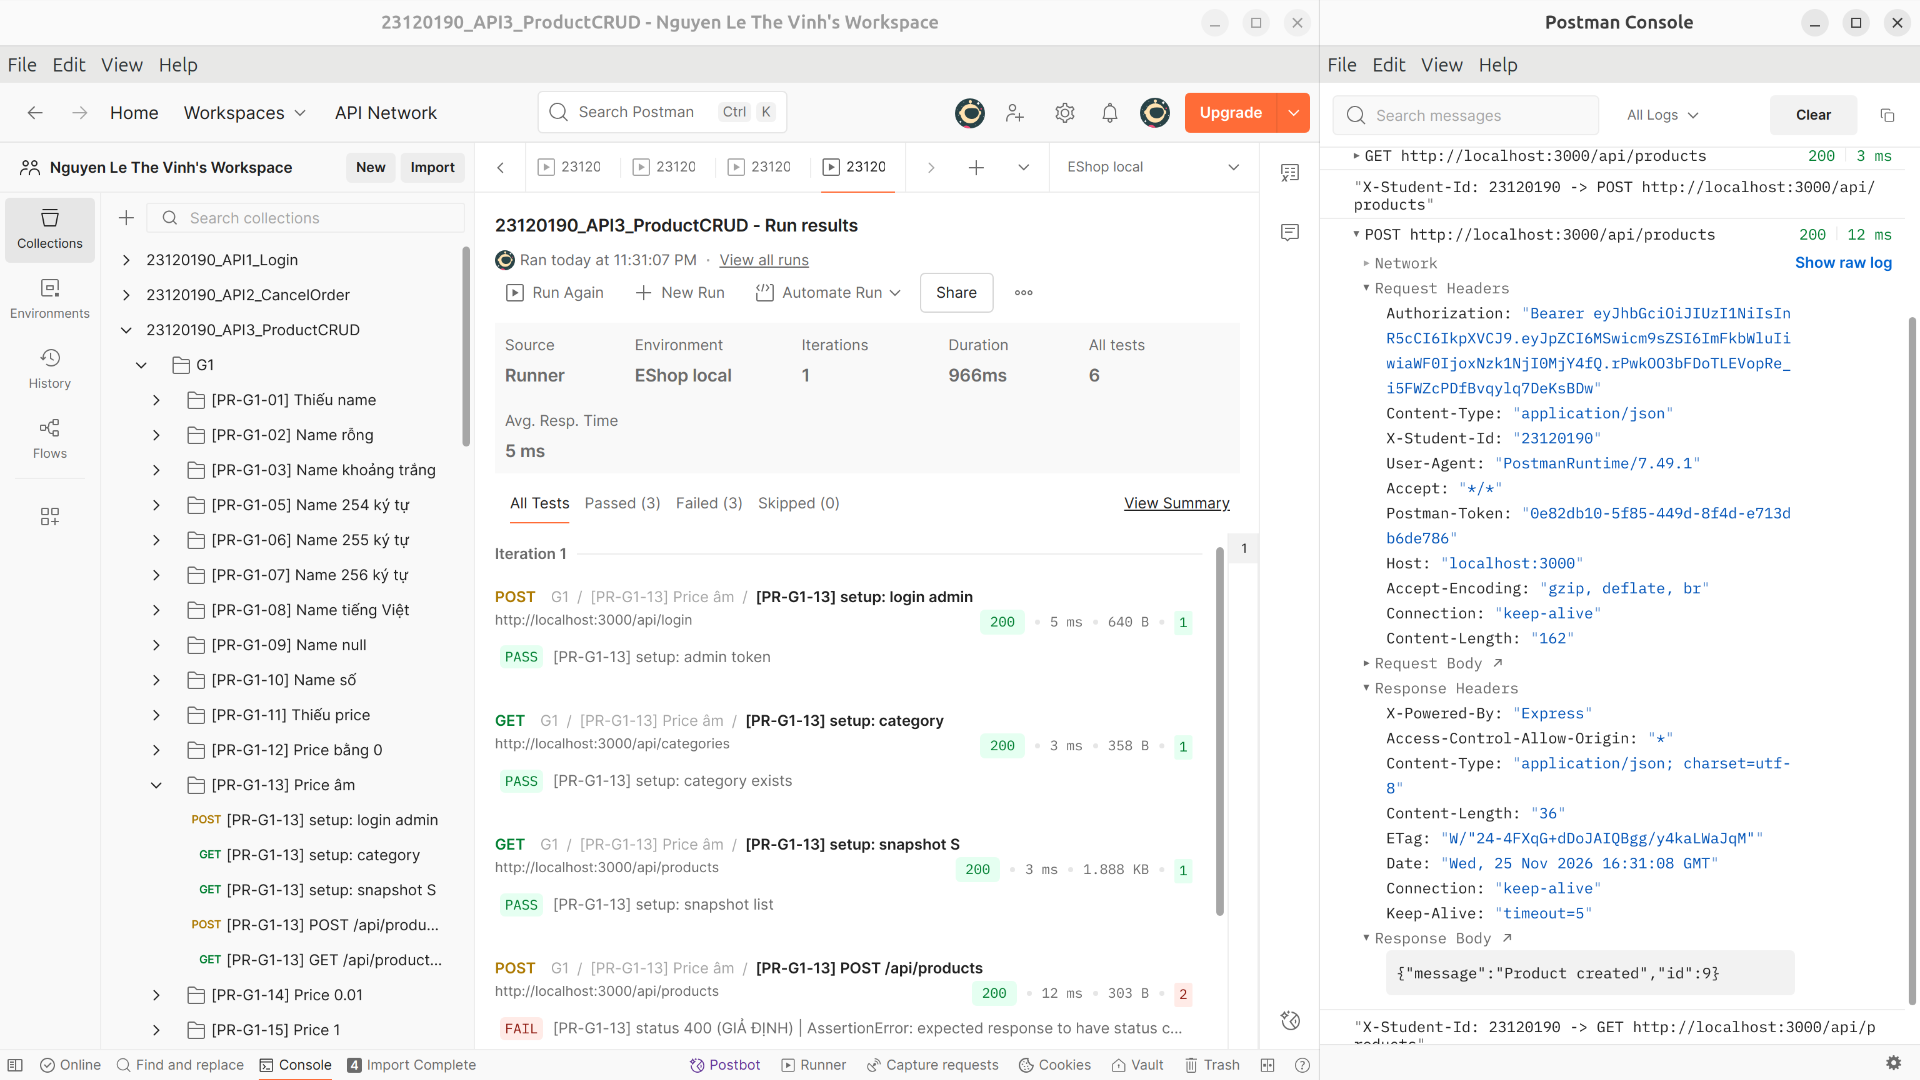 23120190_API3_ProductCRUD - Nguyen Le The Vinh's Workspace
File Edit View Help
Home Workspaces API Network
Search Postman Ctrl K
Upgrade
Nguyen Le The Vinh's Workspace New Import
23120 23120 23120 23120
EShop local
Collections
Environments
History
Flows
Search collections
23120190_API1_Login
23120190_API2_CancelOrder
23120190_API3_ProductCRUD
G1
[PR-G1-01] Thiếu name
[PR-G1-02] Name rỗng
[PR-G1-03] Name khoảng trắng
[PR-G1-05] Name 254 ký tự
[PR-G1-06] Name 255 ký tự
[PR-G1-07] Name 256 ký tự
[PR-G1-08] Name tiếng Việt
[PR-G1-09] Name null
[PR-G1-10] Name số
[PR-G1-11] Thiếu price
[PR-G1-12] Price bằng 0
[PR-G1-13] Price âm
POST [PR-G1-13] setup: login admin
GET [PR-G1-13] setup: category
GET [PR-G1-13] setup: snapshot S
POST [PR-G1-13] POST /api/produ...
GET [PR-G1-13] GET /api/product...
[PR-G1-14] Price 0.01
[PR-G1-15] Price 1
23120190_API3_ProductCRUD - Run results
Ran today at 11:31:07 PM · View all runs
Run Again New Run Automate Run Share
Source Environment Iterations Duration All tests
Runner EShop local 1 966ms 6
Avg. Resp. Time
5 ms
All Tests Passed (3) Failed (3) Skipped (0) View Summary
Iteration 1
1
POST G1 / [PR-G1-13] Price âm / [PR-G1-13] setup: login admin
http://localhost:3000/api/login 200 • 5 ms • 640 B • 1
PASS [PR-G1-13] setup: admin token
GET G1 / [PR-G1-13] Price âm / [PR-G1-13] setup: category
http://localhost:3000/api/categories 200 • 3 ms • 358 B • 1
PASS [PR-G1-13] setup: category exists
GET G1 / [PR-G1-13] Price âm / [PR-G1-13] setup: snapshot S
http://localhost:3000/api/products 200 • 3 ms • 1.888 KB • 1
PASS [PR-G1-13] setup: snapshot list
POST G1 / [PR-G1-13] Price âm / [PR-G1-13] POST /api/products
http://localhost:3000/api/products 200 • 12 ms • 303 B • 2
FAIL [PR-G1-13] status 400 (GIẢ ĐỊNH) | AssertionError: expected response to have status c...
Online Find and replace Console 4 Import Complete Postbot Runner Capture requests Cookies Vault Trash
Postman Console
File Edit View Help
Search messages All Logs Clear
GET http://localhost:3000/api/products 200 3 ms
"X-Student-Id: 23120190 -> POST http://localhost:3000/api/
products"
POST http://localhost:3000/api/products 200 12 ms
Network Show raw log
Request Headers
Authorization: "Bearer eyJhbGciOiJIUzI1NiIsIn
R5cCI6IkpXVCJ9.eyJpZCI6MSwicm9sZSI6ImFkbWluIi
wiaWF0IjoxNzk1NjI0MjY4fQ.rPwkOO3bFDoTLEVopRe_
i5FWZcPDfBvqylq7DeKsBDw"
Content-Type: "application/json"
X-Student-Id: "23120190"
User-Agent: "PostmanRuntime/7.49.1"
Accept: "*/*"
Postman-Token: "0e82db10-5f85-449d-8f4d-e713d
b6de786"
Host: "localhost:3000"
Accept-Encoding: "gzip, deflate, br"
Connection: "keep-alive"
Content-Length: "162"
Request Body
Response Headers
X-Powered-By: "Express"
Access-Control-Allow-Origin: "*"
Content-Type: "application/json; charset=utf-
8"
Content-Length: "36"
ETag: "W/"24-4FXqG+dDoJAIQBgg/y4kaLWaJqM""
Date: "Wed, 25 Nov 2026 16:31:08 GMT"
Connection: "keep-alive"
Keep-Alive: "timeout=5"
Response Body
{"message":"Product created","id":9}
"X-Student-Id: 23120190 -> GET http://localhost:3000/api/p
roducts"